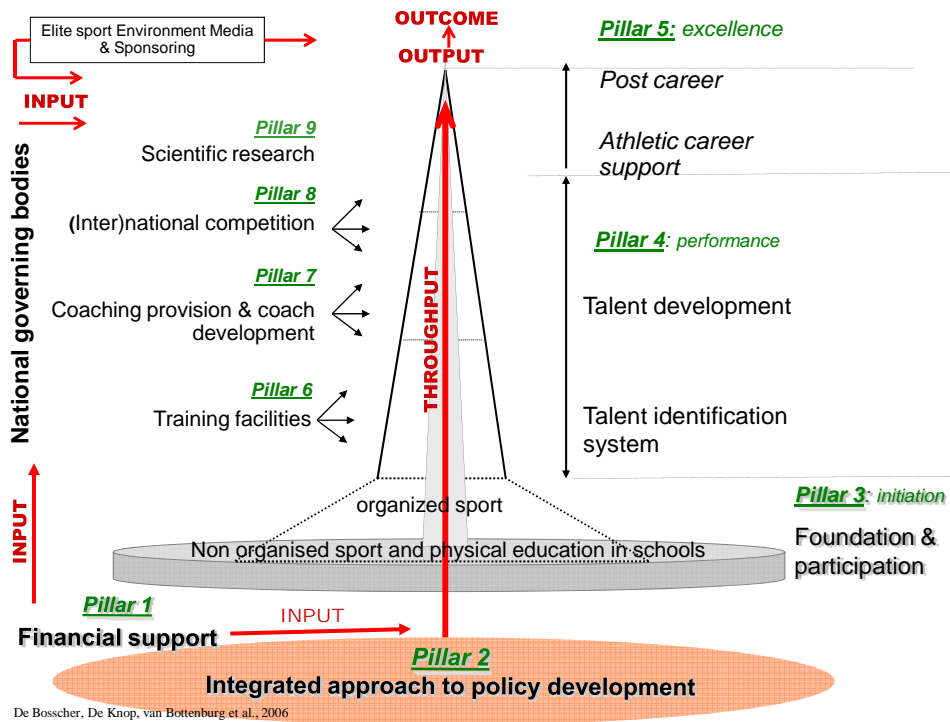 OUTCOME
Elite sport Environment Media
& Sponsoring
OUTPUT
INPUT
Pillar 5: excellence
Post career
Athletic career
support
Pillar 9
Scientific research
Pillar 8
(Inter)national competition
Pillar 4: performance
Pillar 7
Coaching provision & coach
development
Talent development
Pillar 6
Training facilities
Talent identification
system
National governing bodies
THROUGHPUT
INPUT
organized sport
Non organised sport and physical education in schools
Pillar 3: initiation
Foundation &
participation
Pillar 1
Financial support
INPUT
Pillar 2
Integrated approach to policy development
De Bosscher, De Knop, van Bottenburg et al., 2006